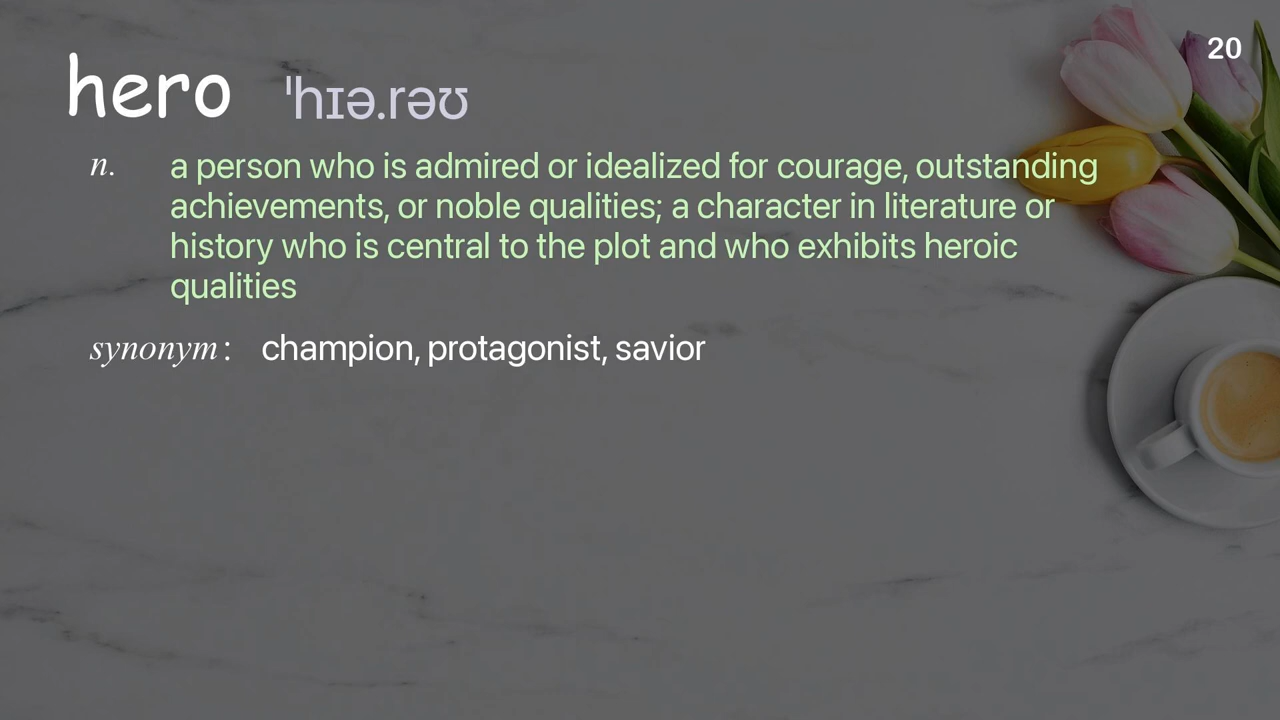 20
hero ˈhɪə.rəʊ
n. a person who is admired or idealized for courage, outstanding
achievements, or noble qualities; a character in literature or
history who is central to the plot and who exhibits heroic
qualities
synonym: champion, protagonist, savior